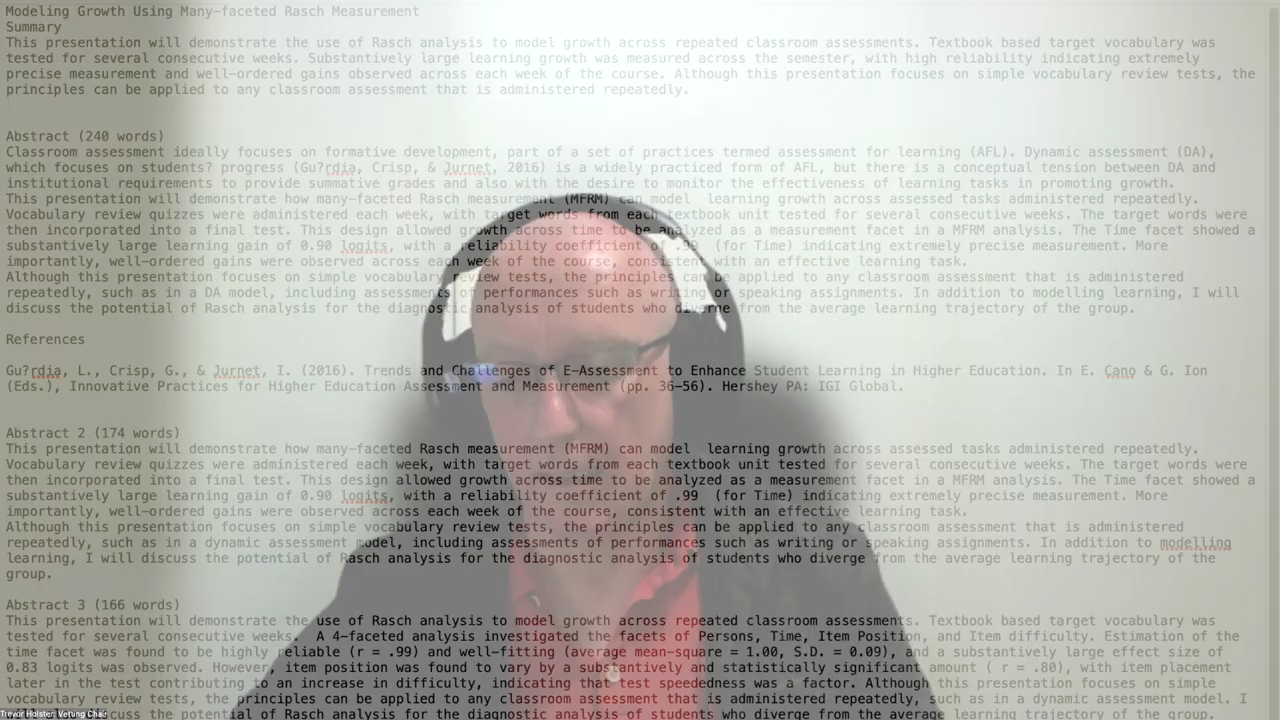 Modeling Growth Using Many-faceted Rasch Measurement
Summary
This presentation will demonstrate the use of Rasch analysis to model growth across repeated classroom assessments. Textbook based target vocabulary was
tested for several consecutive weeks. Substantively large learning growth was measured across the semester, with high reliability indicating extremely
precise measurement and well-ordered gains observed across each week of the course. Although this presentation focuses on simple vocabulary review tests, the
principles can be applied to any classroom assessment that is administered repeatedly.
Abstract (240 words)
Classroom assessment ideally focuses on formative development, part of a set of practices termed assessment for learning (AFL). Dynamic assessment (DA),
which focuses on students? progress (Gu?rdia, Crisp, & Jurnet, 2016) is a widely practiced form of AFL, but there is a conceptual tension between DA and
institutional requirements to provide summative grades and also with the desire to monitor the effectiveness of learning tasks in promoting growth.
This presentation will demonstrate how many-faceted Rasch measurement (MFRM) can model  learning growth across assessed tasks administered repeatedly.
Vocabulary review quizzes were administered each week, with target words from each textbook unit tested for several consecutive weeks. The target words were
then incorporated into a final test. This design allowed growth across time to be analyzed as a measurement facet in a MFRM analysis. The Time facet showed a
substantively large learning gain of 0.90 logits, with a reliability coefficient of .99  (for Time) indicating extremely precise measurement. More
importantly, well-ordered gains were observed across each week of the course, consistent with an effective learning task.
Although this presentation focuses on simple vocabulary review tests, the principles can be applied to any classroom assessment that is administered
repeatedly, such as in a DA model, including assessments of performances such as writing or speaking assignments. In addition to modelling learning, I will
discuss the potential of Rasch analysis for the diagnostic analysis of students who diverge from the average learning trajectory of the group.
References
Gu?rdia, L., Crisp, G., & Jurnet, I. (2016). Trends and Challenges of E-Assessment to Enhance Student Learning in Higher Education. In E. Cano & G. Ion
(Eds.), Innovative Practices for Higher Education Assessment and Measurement (pp. 36-56). Hershey PA: IGI Global.
Abstract 2 (174 words)
This presentation will demonstrate how many-faceted Rasch measurement (MFRM) can model  learning growth across assessed tasks administered repeatedly.
Vocabulary review quizzes were administered each week, with target words from each textbook unit tested for several consecutive weeks. The target words were
then incorporated into a final test. This design allowed growth across time to be analyzed as a measurement facet in a MFRM analysis. The Time facet showed a
substantively large learning gain of 0.90 logits, with a reliability coefficient of .99  (for Time) indicating extremely precise measurement. More
importantly, well-ordered gains were observed across each week of the course, consistent with an effective learning task.
Although this presentation focuses on simple vocabulary review tests, the principles can be applied to any classroom assessment that is administered
repeatedly, such as in a dynamic assessment model, including assessments of performances such as writing or speaking assignments. In addition to modelling
learning, I will discuss the potential of Rasch analysis for the diagnostic analysis of students who diverge from the average learning trajectory of the
group.
Abstract 3 (166 words)
This presentation will demonstrate the use of Rasch analysis to model growth across repeated classroom assessments. Textbook based target vocabulary was
tested for several consecutive weeks.  A 4-faceted analysis investigated the facets of Persons, Time, Item Position, and Item difficulty. Estimation of the
time facet was found to be highly reliable (r = .99) and well-fitting (average mean-square = 1.00, S.D. = 0.09), and a substantively large effect size of
0.83 logits was observed. However, item position was found to vary by a substantively and statistically significant amount ( r = .80), with item placement
later in the test contributing to an increase in difficulty, indicating that test speededness was a factor. Although this presentation focuses on simple
vocabulary review tests, the principles can be applied to any classroom assessment that is administered repeatedly, such as in a dynamic assessment model. I
discuss the potential of Rasch analysis for the diagnostic analysis of students who diverge from the average learning trajectory of the
Trevor Holster: Vetting Chair